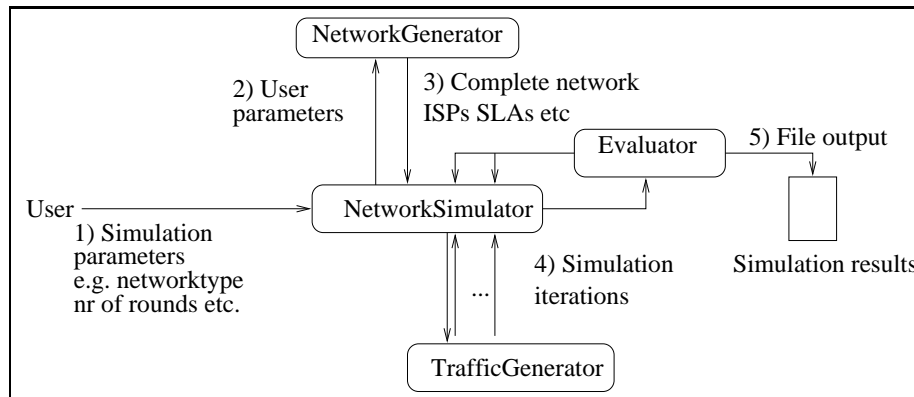 NetworkGenerator
2) User
parameters
3) Complete network
ISPs SLAs etc
Evaluator
5) File output
User
NetworkSimulator
1) Simulation
parameters
e.g. networktype
nr of rounds etc.
4) Simulation
iterations
...
Simulation results
TrafficGenerator